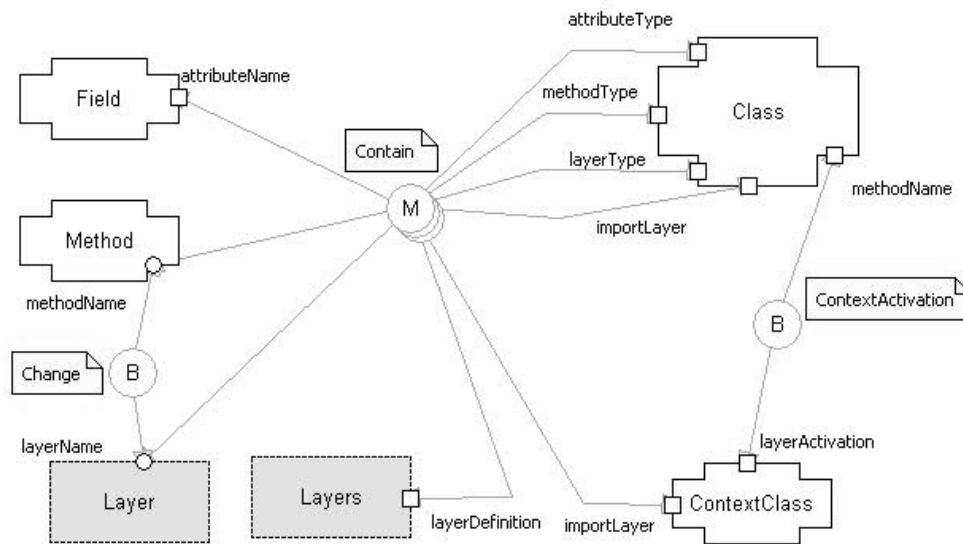 attributeType
attributeName
Field
methodType
Class
Contain
layerType
M
methodName
Method
importLayer
methodName
ContextActivation
B
Change
B
layerName
layerActivation
Layer
Layers
layerDefinition
importLayer
ContextClass